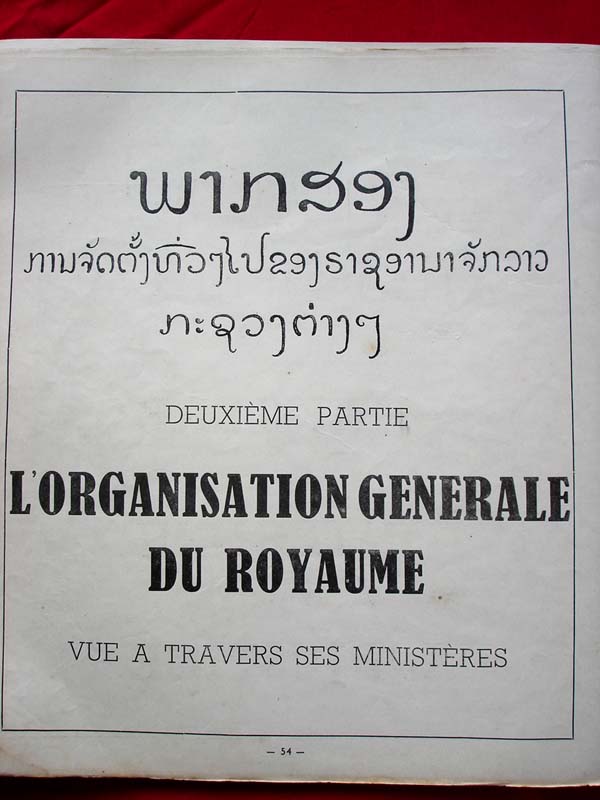 ພາກສອງ
ການຈັດຕັ້ງທົ່ວໆໄປຂອງຣາຊອານາຈັກລາວ
ກະຊວງຕ່າງໆ
DEUXIÈME PARTIE
L'ORGANISATION GENERALE
DU ROYAUME
VUE A TRAVERS SES MINISTÈRES
— 54 —